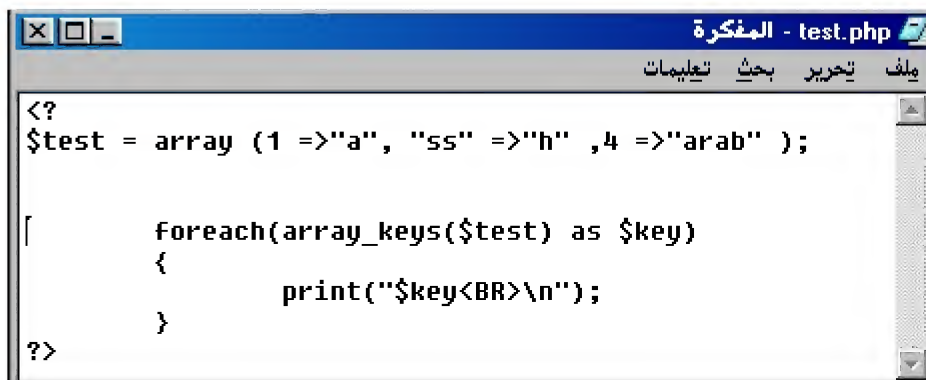 test.php - المفكرة
ملف تحرير بحث تعليمات
<?
$test = array (1 =>"a", "ss" =>"h" ,4 =>"arab" );
foreach(array_keys($test) as $key)
{
print("$key<BR>\n");
}
?>